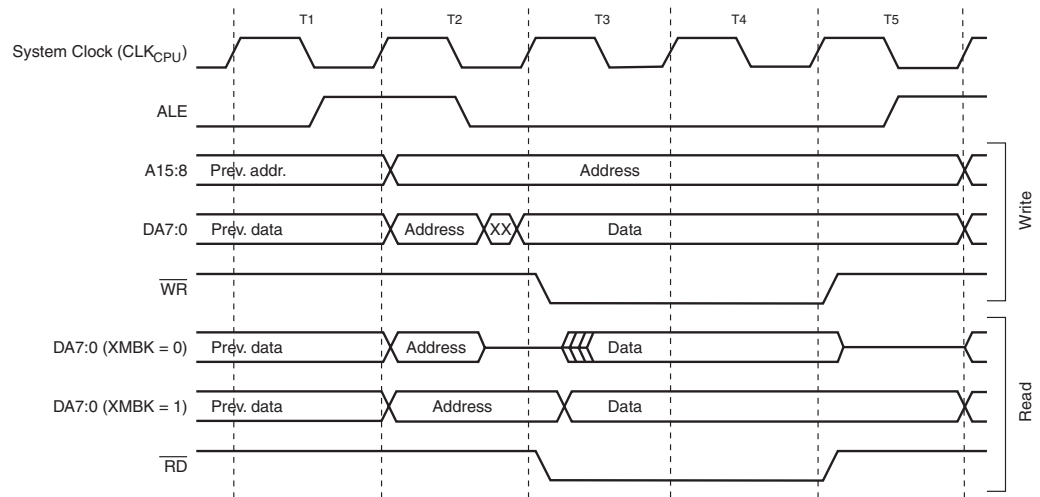 T1 T2 T3 T4 T5
System Clock (CLKCPU)
ALE
A15:8 Prev. addr. Address
DA7:0 Prev. data Address XX Data
WR
Write
DA7:0 (XMBK = 0) Prev. data Address Data
DA7:0 (XMBK = 1) Prev. data Address Data
RD
Read